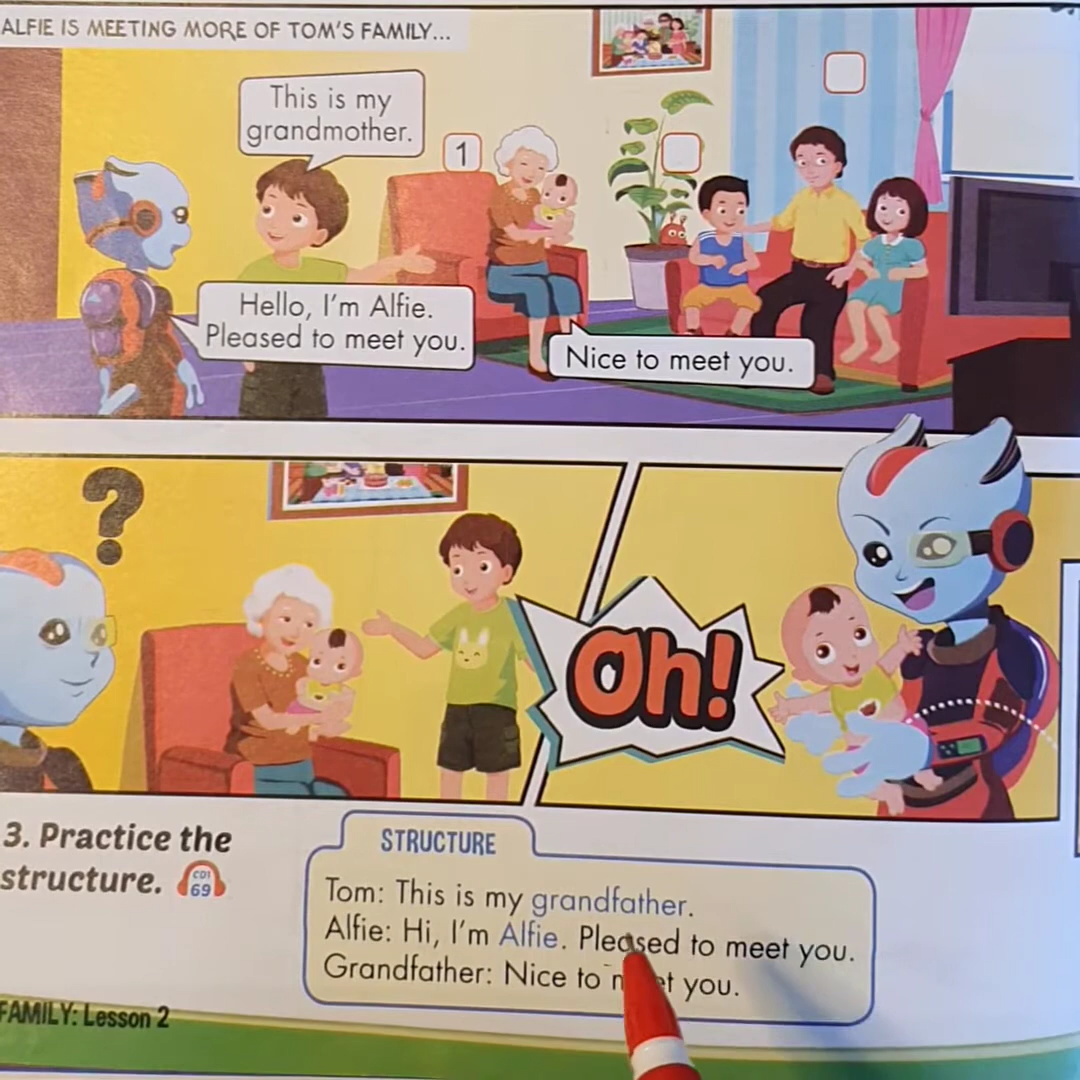 ALFIE IS MEETING MORE OF TOM'S FAMILY...
This is my
grandmother.
1
Hello, I'm Alfie.
Pleased to meet you.
Nice to meet you.
?
Oh!
3. Practice the
structure.
CD1
69
STRUCTURE
Tom: This is my grandfather.
Alfie: Hi, I'm Alfie. Pleased to meet you.
Grandfather: Nice to meet you.
FAMILY: Lesson 2